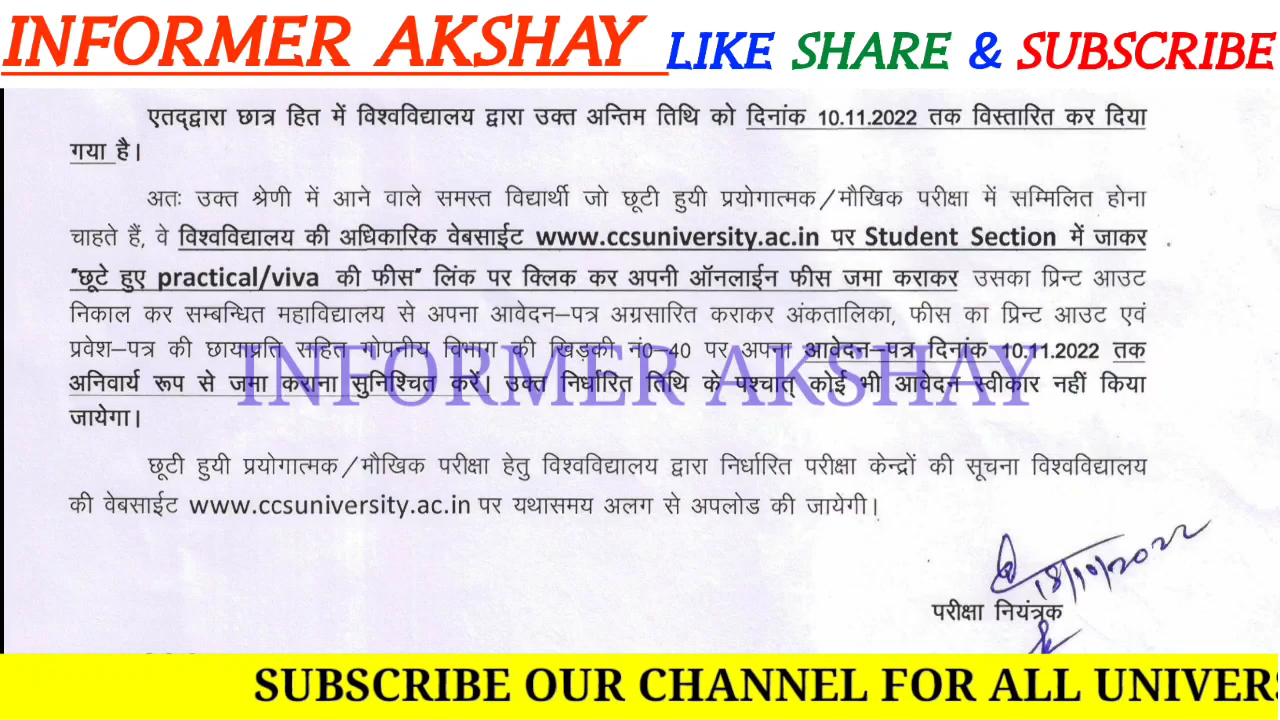 INFORMER AKSHAY LIKE SHARE & SUBSCRIBE
एतद्द्वारा छात्र हित में विश्वविद्यालय द्वारा उक्त अन्तिम तिथि को दिनांक 10.11.2022 तक विस्तारित कर दिया
गया है।
अतः उक्त श्रेणी में आने वाले समस्त विद्यार्थी जो छूटी हुयी प्रयोगात्मक/मौखिक परीक्षा में सम्मिलित होना
चाहते हैं, वे विश्वविद्यालय की अधिकारिक वेबसाईट www.ccsuniversity.ac.in पर Student Section में जाकर
"छूटे हुए practical/viva की फीस" लिंक पर क्लिक कर अपनी ऑनलाईन फीस जमा कराकर उसका प्रिन्ट आउट
निकाल कर सम्बन्धित महाविद्यालय से अपना आवेदन–पत्र अग्रसारित कराकर अंकतालिका, फीस का प्रिन्ट आउट एवं
प्रवेश–पत्र की छायाप्रति सहित गोपनीय विभाग की खिड़की नं0–40 पर अपना आवेदन–पत्र दिनांक 10.11.2022 तक
INFORMER AKSHAY
अनिवार्य रूप से जमा कराना सुनिश्चित करें। उक्त निर्धारित तिथि के पश्चात् कोई भी आवेदन स्वीकार नहीं किया
जायेगा।
छूटी हुयी प्रयोगात्मक/मौखिक परीक्षा हेतु विश्वविद्यालय द्वारा निर्धारित परीक्षा केन्द्रों की सूचना विश्वविद्यालय
की वेबसाईट www.ccsuniversity.ac.in पर यथासमय अलग से अपलोड की जायेगी।
18/10/2022
परीक्षा नियंत्रक
SUBSCRIBE OUR CHANNEL FOR ALL UNIVERS